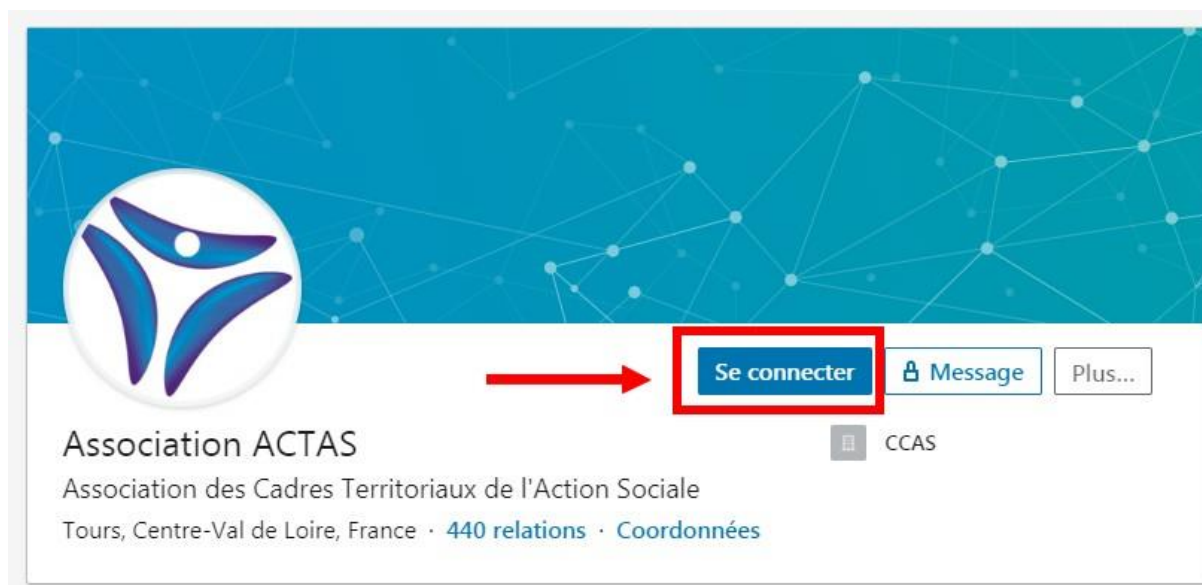 Se connecter
Message
Plus...
Association ACTAS
CCAS
Association des Cadres Territoriaux de l'Action Sociale
Tours, Centre-Val de Loire, France · 440 relations · Coordonnées